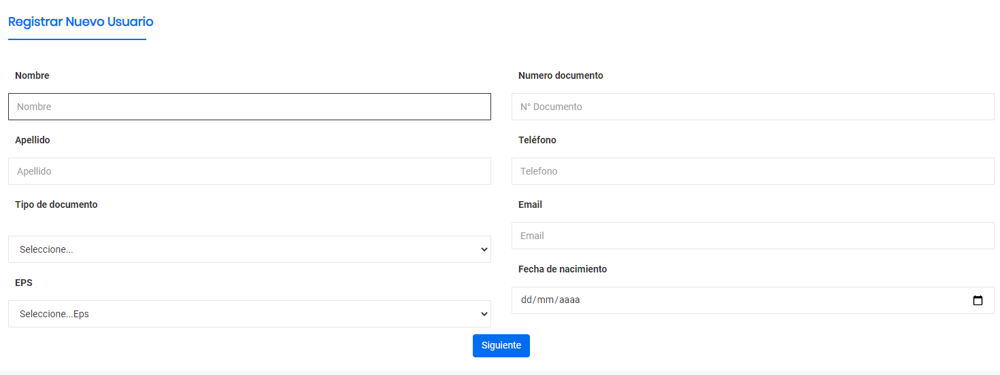 Registrar Nuevo Usuario
Nombre
Nombre
Apellido
Apellido
Tipo de documento
Seleccione...
EPS
Seleccione...Eps
Numero documento
N° Documento
Teléfono
Telefono
Email
Email
Fecha de nacimiento
dd/mm/aaaa
Siguiente